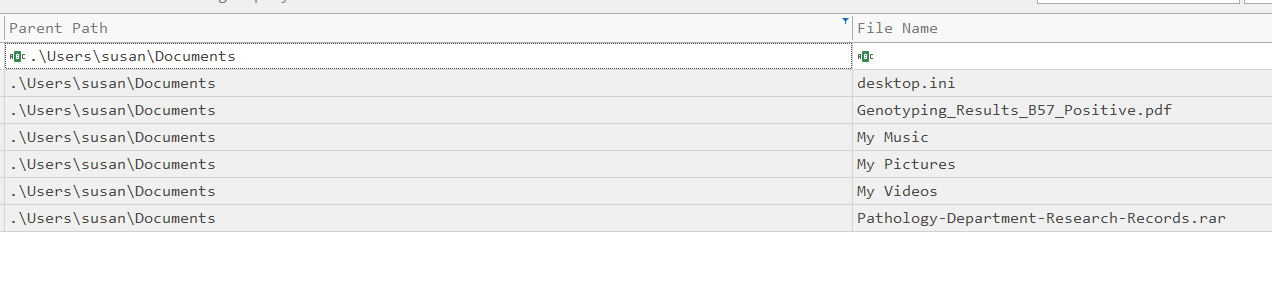 Parent Path File Name
.\Users\susan\Documents
.\Users\susan\Documents desktop.ini
.\Users\susan\Documents Genotyping_Results_B57_Positive.pdf
.\Users\susan\Documents My Music
.\Users\susan\Documents My Pictures
.\Users\susan\Documents My Videos
.\Users\susan\Documents Pathology-Department-Research-Records.rar